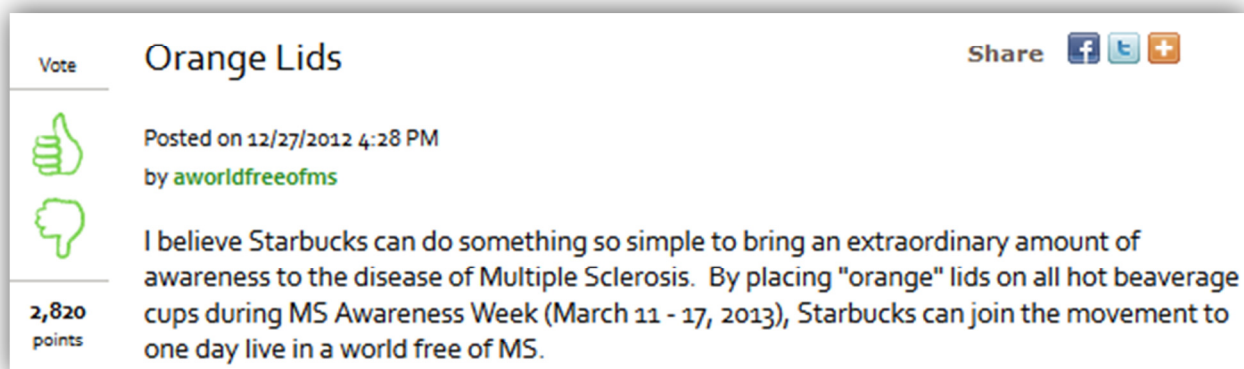 Vote
Orange Lids
Share
Posted on 12/27/2012 4:28 PM
by aworldfreeofms
I believe Starbucks can do something so simple to bring an extraordinary amount of
awareness to the disease of Multiple Sclerosis.  By placing "orange" lids on all hot beaverage
cups during MS Awareness Week (March 11 - 17, 2013), Starbucks can join the movement to
one day live in a world free of MS.
2,820
points